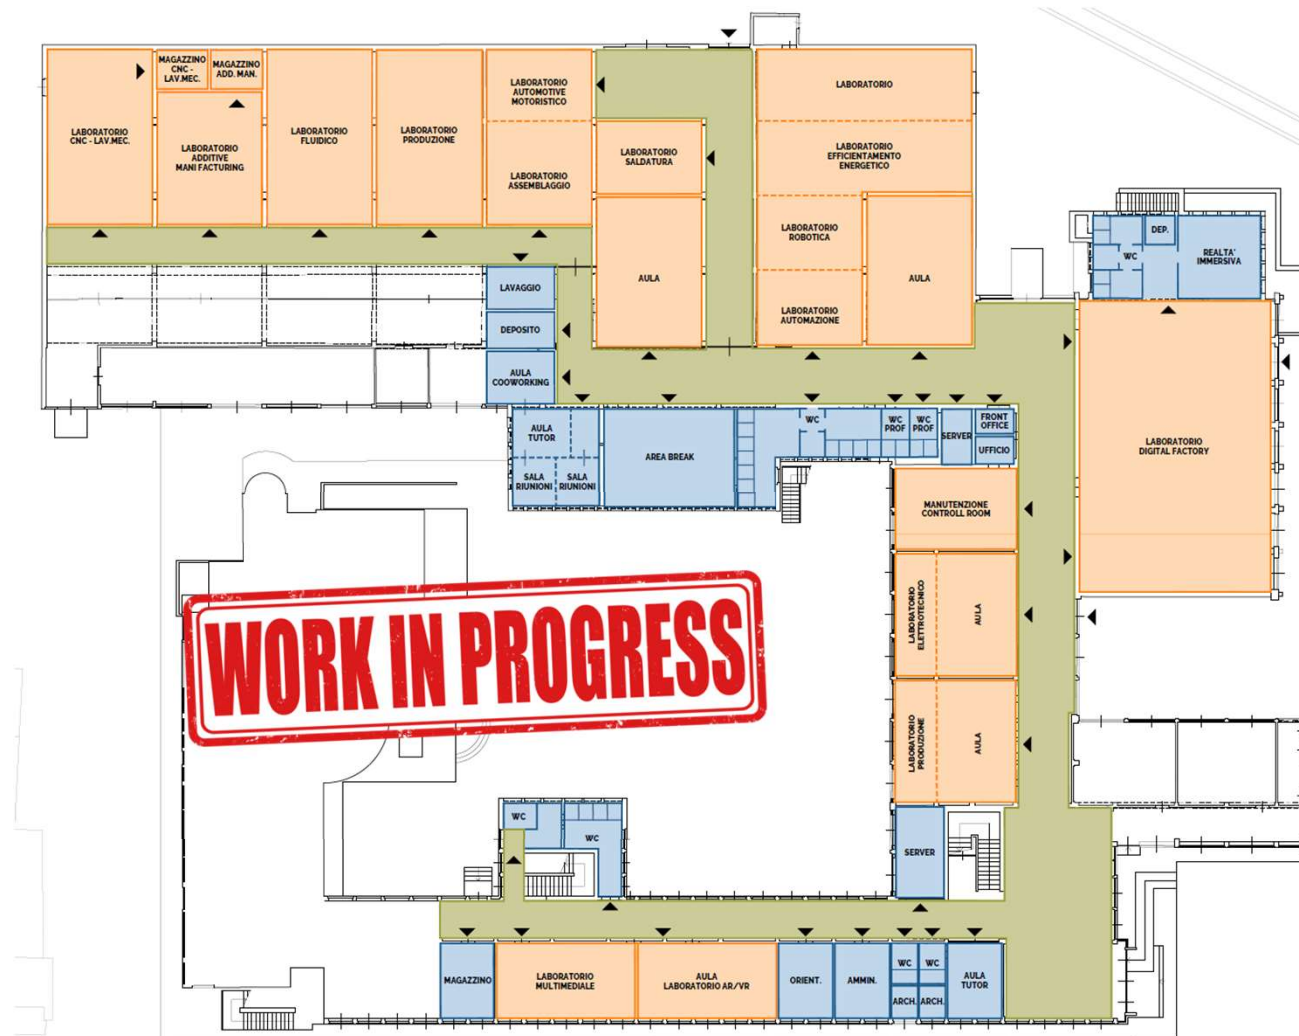 MAGAZZINO
CNC -
LAV.MEC.
MAGAZZINO
ADD. MAN.
LABORATORIO
CNC - LAV.MEC.
LABORATORIO
ADDITIVE
MANI FACTURING
LABORATORIO
FLUIDICO
LABORATORIO
PRODUZIONE
LABORATORIO
AUTOMOTIVE
MOTORISTICO
LABORATORIO
ASSEMBLAGGIO
LABORATORIO
SALDATURA
AULA
LABORATORIO
LABORATORIO
EFFICIENTAMENTO
ENERGETICO
LABORATORIO
ROBOTICA
LABORATORIO
AUTOMAZIONE
AULA
WC
DEP.
REALTA'
IMMERSIVA
LAVAGGIO
DEPOSITO
AULA
COOWORKING
AULA
TUTOR
SALA
RIUNIONI
SALA
RIUNIONI
AREA BREAK
WC
WC
PROF
WC
PROF
SERVER
FRONT
OFFICE
UFFICIO
LABORATORIO
DIGITAL FACTORY
MANUTENZIONE
CONTROLL ROOM
LABORATORIO
ELETTROTECNICO
AULA
LABORATORIO
PRODUZIONE
AULA
WORK IN PROGRESS
WC
WC
SERVER
MAGAZZINO
LABORATORIO
MULTIMEDIALE
AULA
LABORATORIO AR/VR
ORIENT.
AMMIN.
WC
WC
ARCH.
ARCH.
AULA
TUTOR